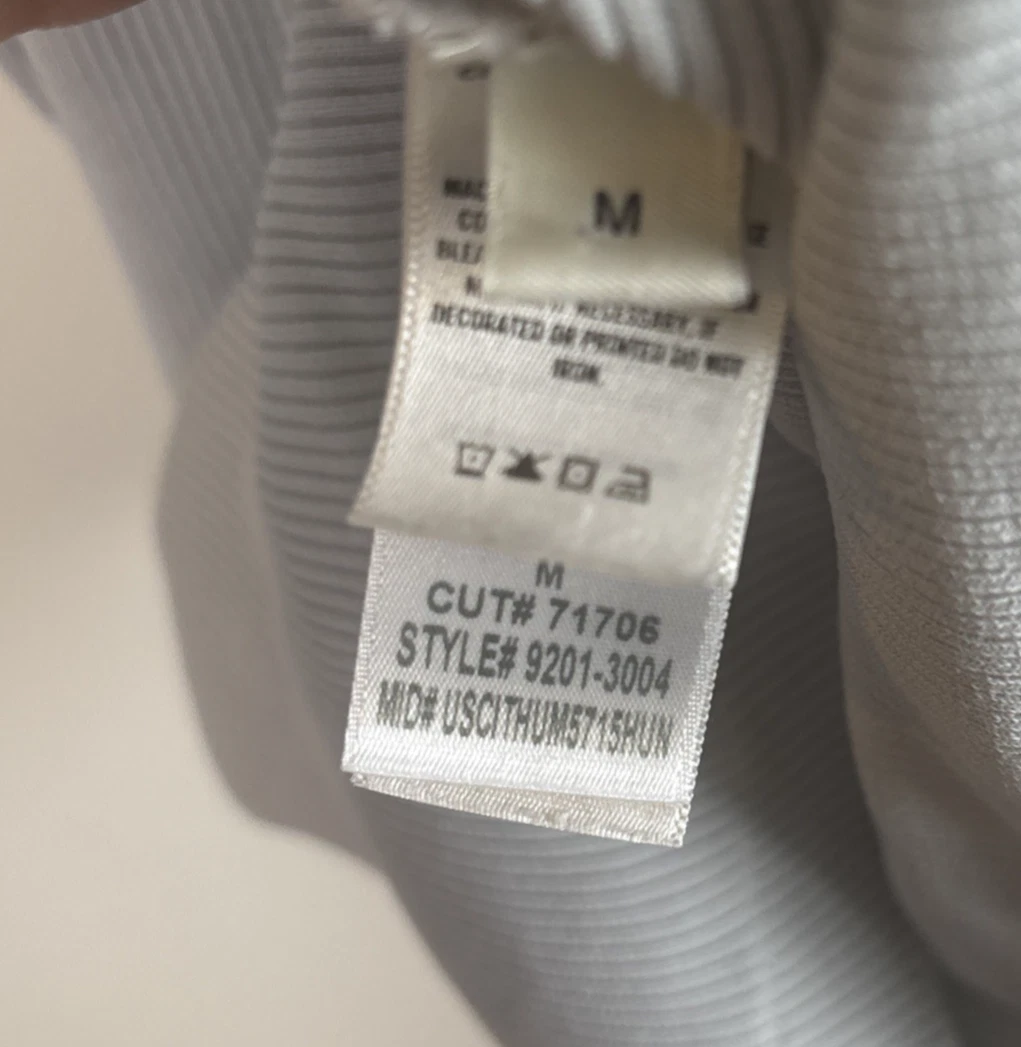 M
DECORATED OR PRINTED DO NOT
IRON.
M
CUT# 71706
STYLE# 9201-3004
MID# USCITHUM5715HUN
NECESSARY. IF